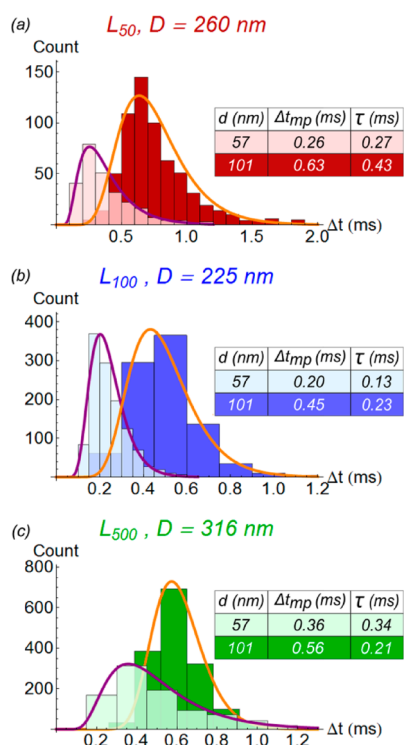 (a) L50, D = 260 nm
Count
150
100
50
0.5 1.0 1.5 2.0 Δt (ms)
d (nm) Δtmp (ms) τ (ms)
57 0.26 0.27
101 0.63 0.43
(b) L100 , D = 225 nm
Count
400
300
200
100
0.2 0.4 0.6 0.8 1.0 1.2 Δt (ms)
d (nm) Δtmp (ms) τ (ms)
57 0.20 0.13
101 0.45 0.23
(c) L500 , D = 316 nm
Count
800
600
400
200
0.2 0.4 0.6 0.8 1.0 1.2 Δt (ms)
d (nm) Δtmp (ms) τ (ms)
57 0.36 0.34
101 0.56 0.21